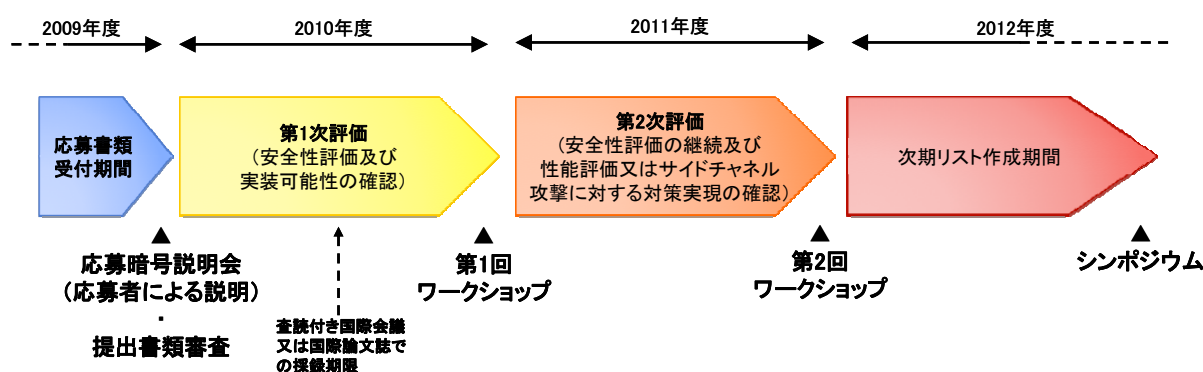 2009年度
2010年度
2011年度
2012年度
応募書類
受付期間
第1次評価
(安全性評価及び
実装可能性の確認)
第2次評価
(安全性評価の継続及び
性能評価又はサイドチャネル
攻撃に対する対策実現の確認)
次期リスト作成期間
応募暗号説明会
(応募者による説明)
・
提出書類審査
査読付き国際会議
又は国際論文誌で
の採録期限
第1回
ワークショップ
第2回
ワークショップ
シンポジウム